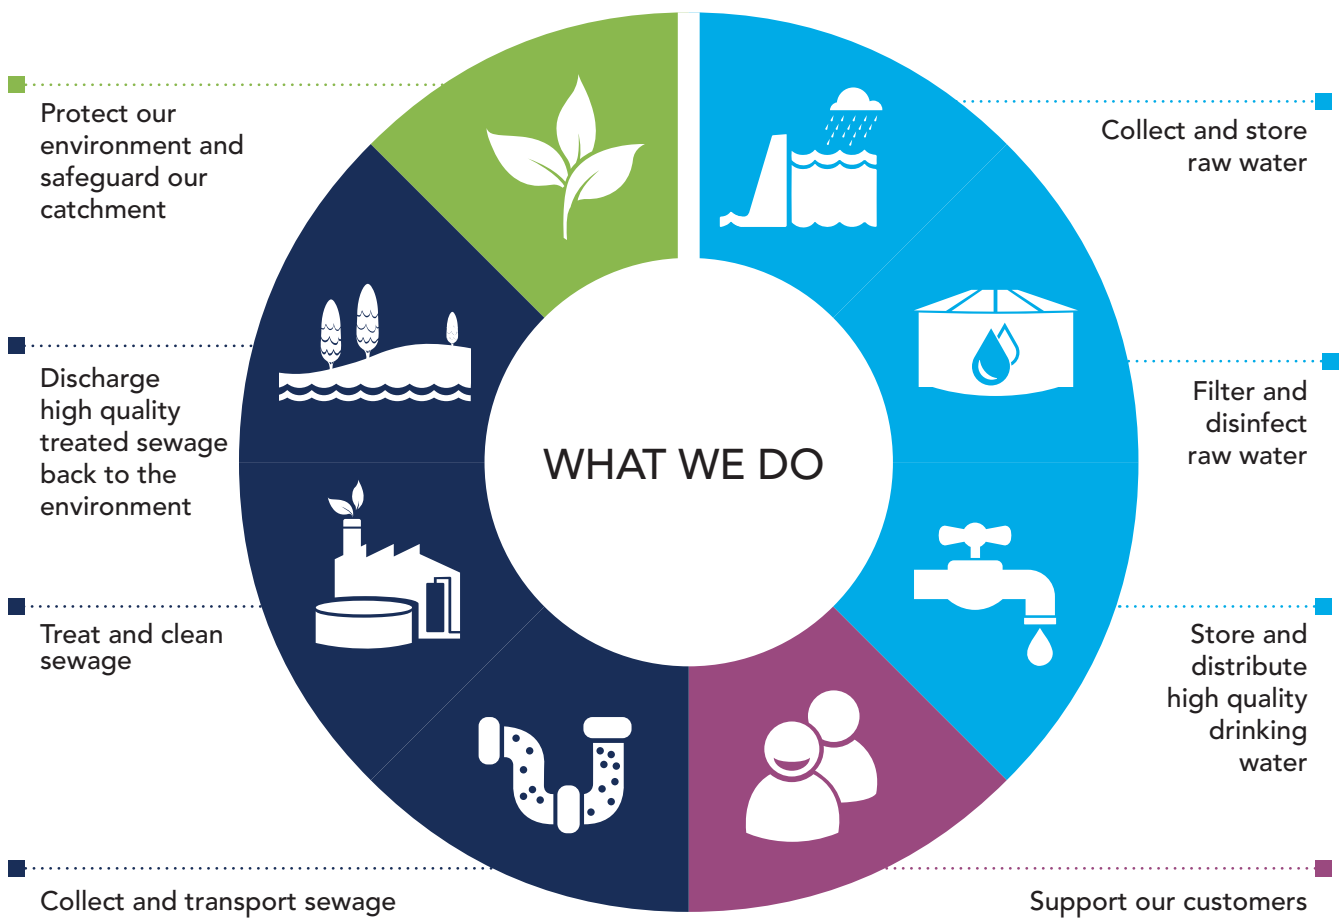 WHAT WE DO
Collect and store
raw water
Filter and
disinfect
raw water
Store and
distribute
high quality
drinking
water
Support our customers
Collect and transport sewage
Treat and clean
sewage
Discharge
high quality
treated sewage
back to the
environment
Protect our
environment and
safeguard our
catchment